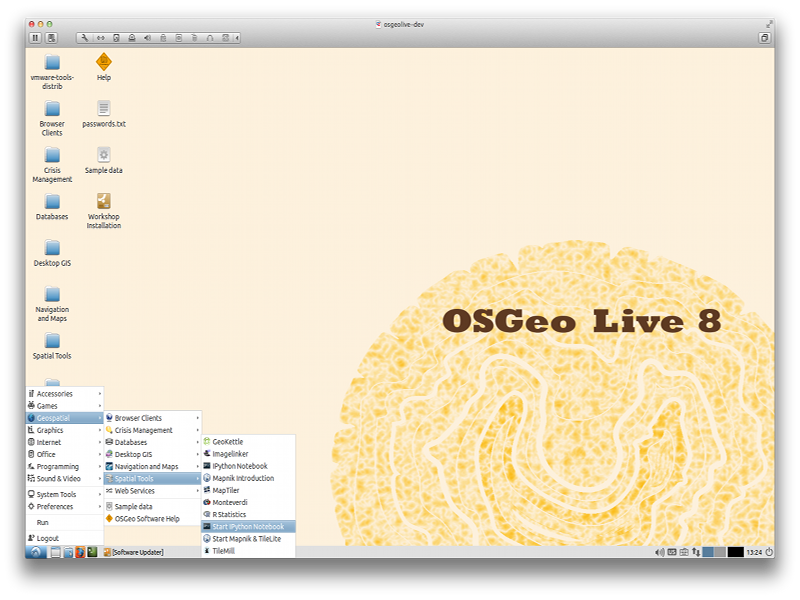 osgeolive-dev
vmware-tools-
distrib
Help
Browser
Clients
passwords.txt
Crisis
Management
Sample data
Databases
Workshop
Installation
Desktop GIS
Navigation
and Maps
Spatial Tools
OSGeo Live 8
Accessories
Games
Geospatial
Graphics
Internet
Office
Programming
Sound & Video
System Tools
Preferences
Run
Logout
Browser Clients
Crisis Management
Databases
Desktop GIS
Navigation and Maps
Spatial Tools
Web Services
Sample data
OSGeo Software Help
GeoKettle
Imagelinker
IPython Notebook
Mapnik Introduction
MapTiler
Monteverdi
R Statistics
Start IPython Notebook
Start Mapnik & TileLite
TileMill
[Software Updater]
13:24